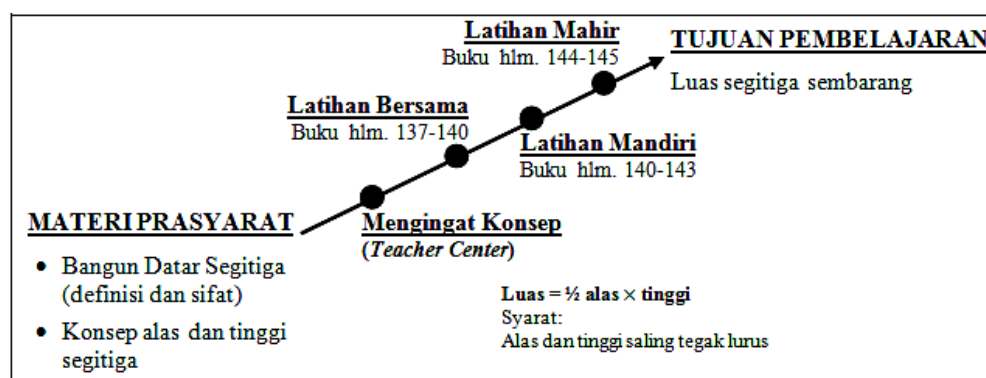 Latihan Mahir
Buku hlm. 144-145
TUJUAN PEMBELAJARAN
Luas segitiga sembarang
Latihan Bersama
Buku hlm. 137-140
Latihan Mandiri
Buku hlm. 140-143
MATERI PRASYARAT
• Bangun Datar Segitiga
(definisi dan sifat)
• Konsep alas dan tinggi
segitiga
Mengingat Konsep
(Teacher Center)
Luas = ½ alas × tinggi
Syarat:
Alas dan tinggi saling tegak lurus